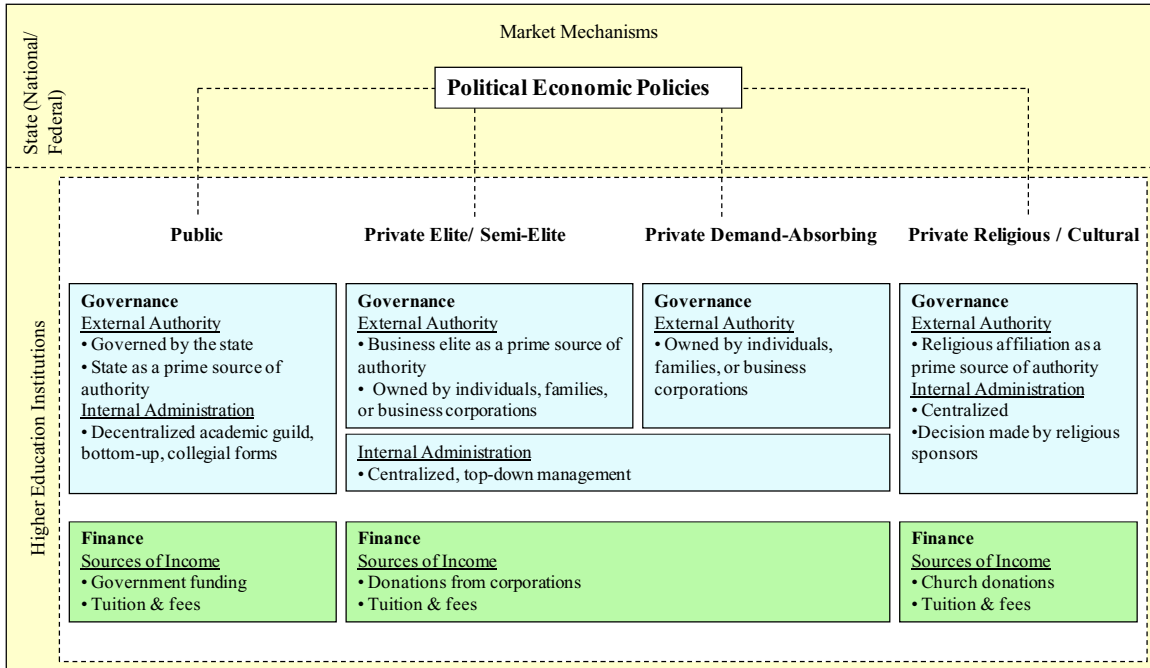 Market Mechanisms
Political Economic Policies
State (National/
Federal)
Higher Education Institutions
Public
Private Elite/ Semi-Elite
Private Demand-Absorbing
Private Religious / Cultural
Governance
External Authority
• Governed by the state
• State as a prime source of
authority
Internal Administration
• Decentralized academic guild,
bottom-up, collegial forms
Governance
External Authority
• Business elite as a prime source of
authority
• Owned by individuals, families,
or business corporations
Governance
External Authority
• Owned by individuals,
families, or business
corporations
Internal Administration
• Centralized, top-down management
Governance
External Authority
• Religious affiliation as a
prime source of authority
Internal Administration
• Centralized
•Decision made by religious
sponsors
Finance
Sources of Income
• Government funding
• Tuition & fees
Finance
Sources of Income
• Donations from corporations
• Tuition & fees
Finance
Sources of Income
• Church donations
• Tuition & fees